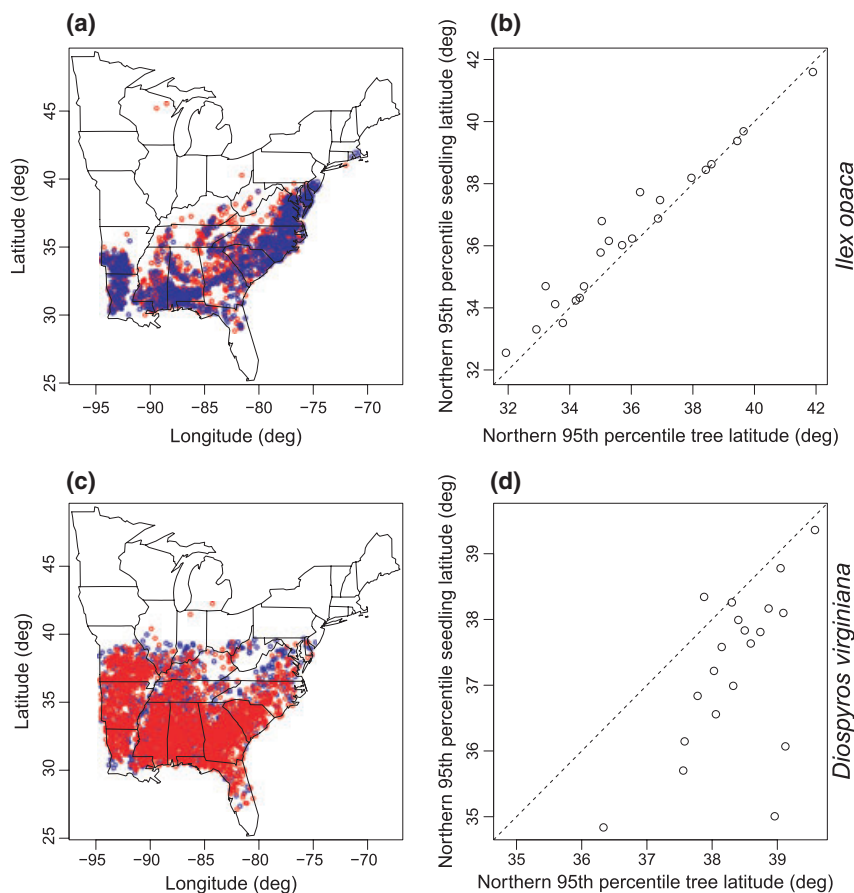 (a)
Latitude (deg)
45
40
35
30
25
−95 −90 −85 −80 −75 −70
Longitude (deg)
(b)
Northern 95th percentile seedling latitude (deg)
42
40
38
36
34
32
32 34 36 38 40 42
Northern 95th percentile tree latitude (deg)
Ilex opaca
(c)
Latitude (deg)
45
40
35
30
25
−95 −90 −85 −80 −75 −70
Longitude (deg)
(d)
Northern 95th percentile seedling latitude (deg)
39
38
37
36
35
35 36 37 38 39
Northern 95th percentile tree latitude (deg)
Diospyros virginiana